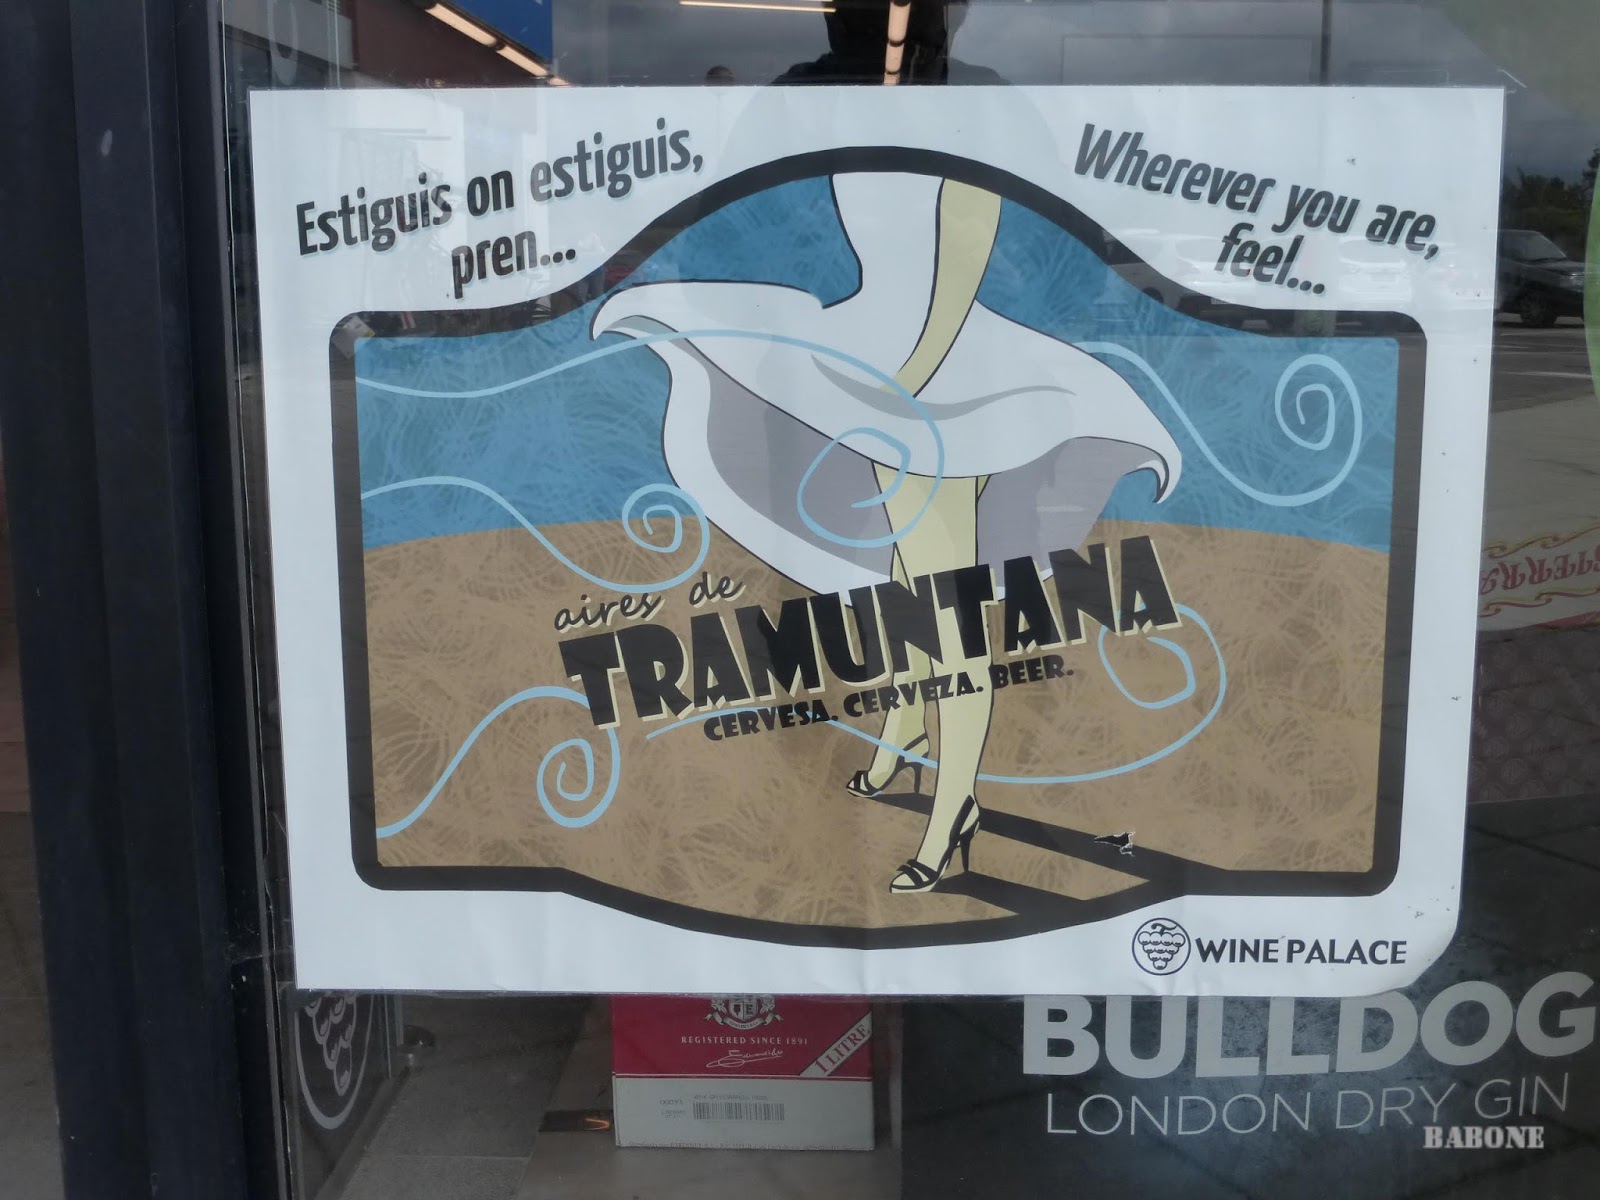 Estiguis on estiguis,
pren...
Wherever you are,
feel...
aires de
TRAMUNTANA
CERVESA. CERVEZA. BEER.
WINE PALACE
REGISTERED SINCE 1891
1 LITRE
BULLDOG
LONDON DRY GIN
BABONE